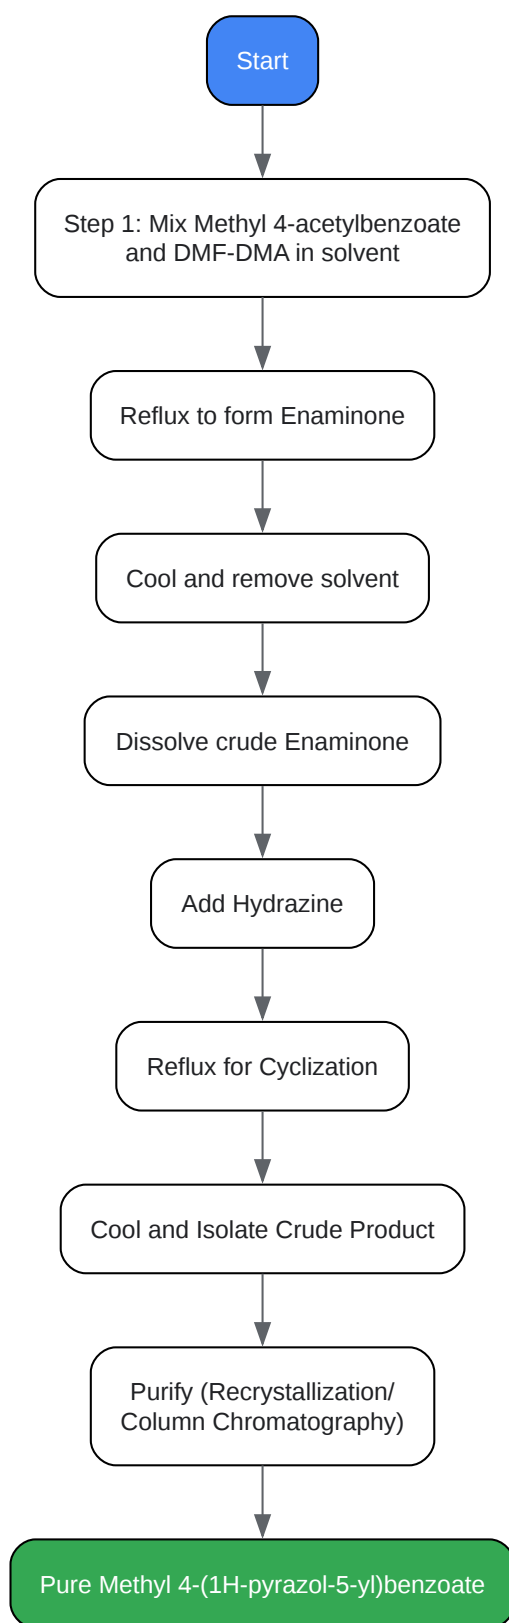 Start
Step 1: Mix Methyl 4-acetylbenzoate
and DMF-DMA in solvent
Reflux to form Enaminone
Cool and remove solvent
Dissolve crude Enaminone
Add Hydrazine
Reflux for Cyclization
Cool and Isolate Crude Product
Purify (Recrystallization/
Column Chromatography)
Pure Methyl 4-(1H-pyrazol-5-yl)benzoate